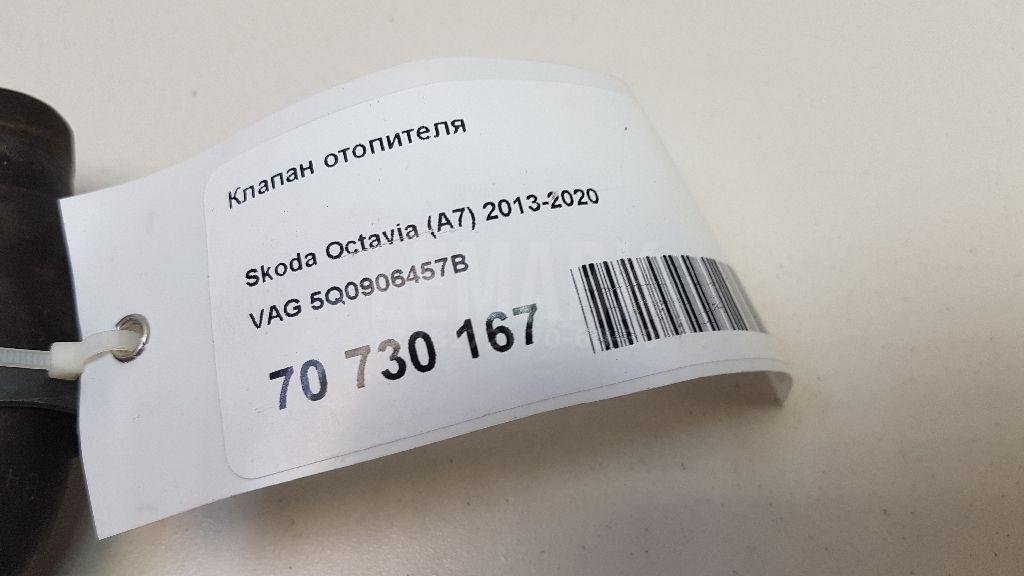 Клапан отопителя
Skoda Octavia (A7) 2013-2020
VAG 5Q0906457B
70 730 167